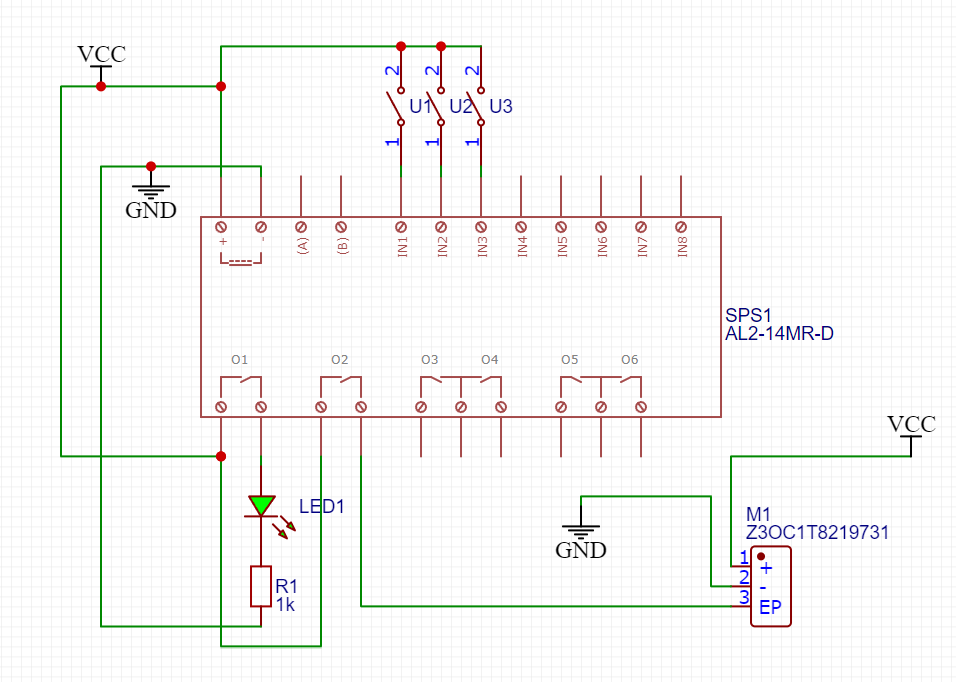 VCC
2 2 2
U1 U2 U3
1 1 1
GND
+ - (A) (B) IN1 IN2 IN3 IN4 IN5 IN6 IN7 IN8
SPS1
AL2-14MR-D
O1 O2 O3 O4 O5 O6
VCC
LED1
M1
Z3OC1T8219731
GND
1 +
2 -
3 EP
R1
1k